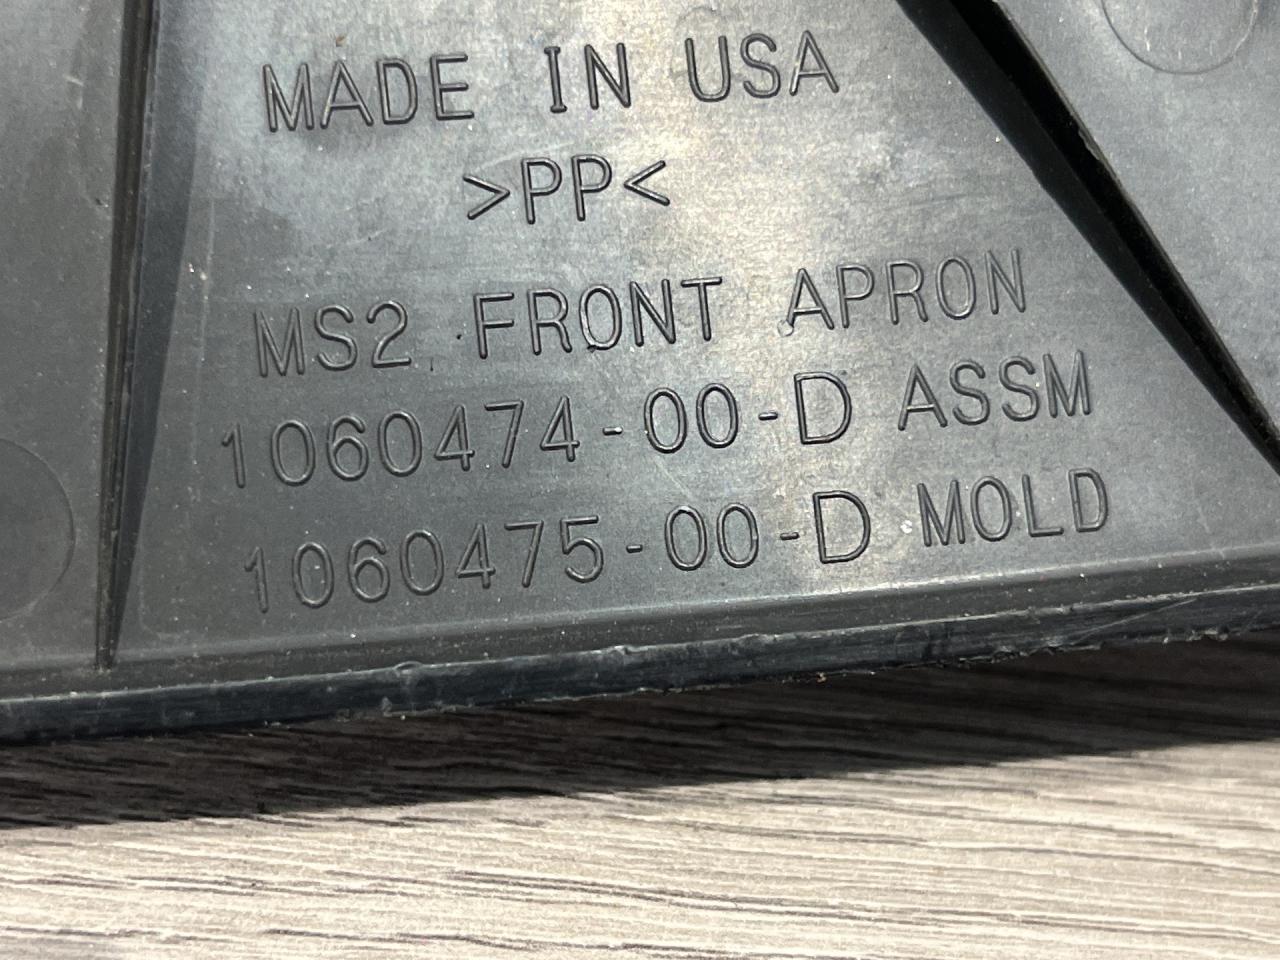 MADE IN USA
>PP<
MS2 FRONT APRON
1060474-00-D ASSM
1060475-00-D MOLD